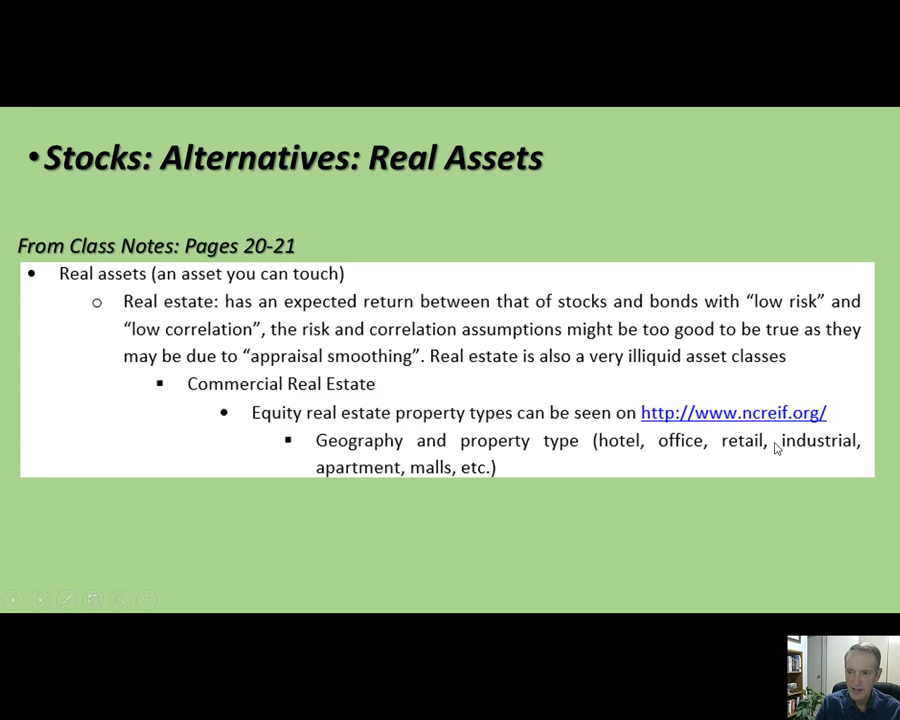 •Stocks: Alternatives: Real Assets
From Class Notes: Pages 20-21
• Real assets (an asset you can touch)
o Real estate: has an expected return between that of stocks and bonds with “low risk” and
“low correlation”, the risk and correlation assumptions might be too good to be true as they
may be due to “appraisal smoothing”. Real estate is also a very illiquid asset classes
▪ Commercial Real Estate
• Equity real estate property types can be seen on http://www.ncreif.org/
▪ Geography and property type (hotel, office, retail, industrial,
apartment, malls, etc.)